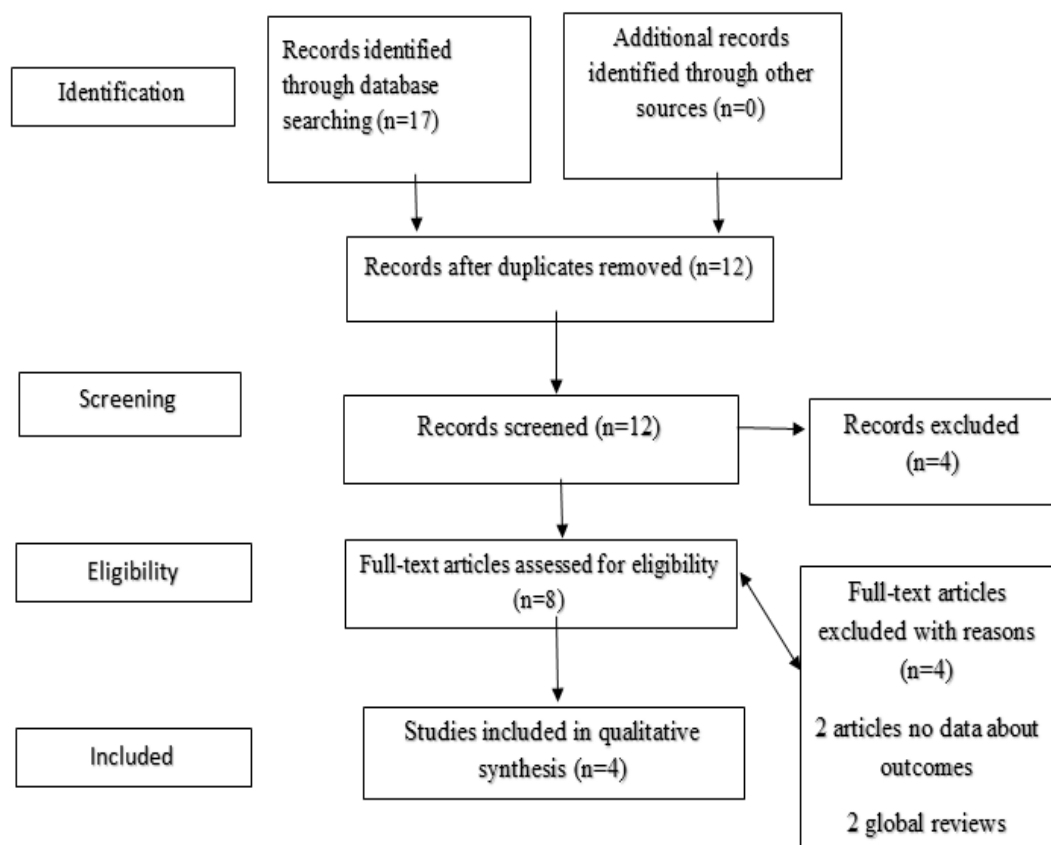 Identification
Records identified
through database
searching (n=17)
Additional records
identified through other
sources (n=0)
Records after duplicates removed (n=12)
Screening
Records screened (n=12)
Records excluded
(n=4)
Eligibility
Full-text articles assessed for eligibility
(n=8)
Full-text articles
excluded with reasons
(n=4)
2 articles no data about
outcomes
2 global reviews
Included
Studies included in qualitative
synthesis (n=4)